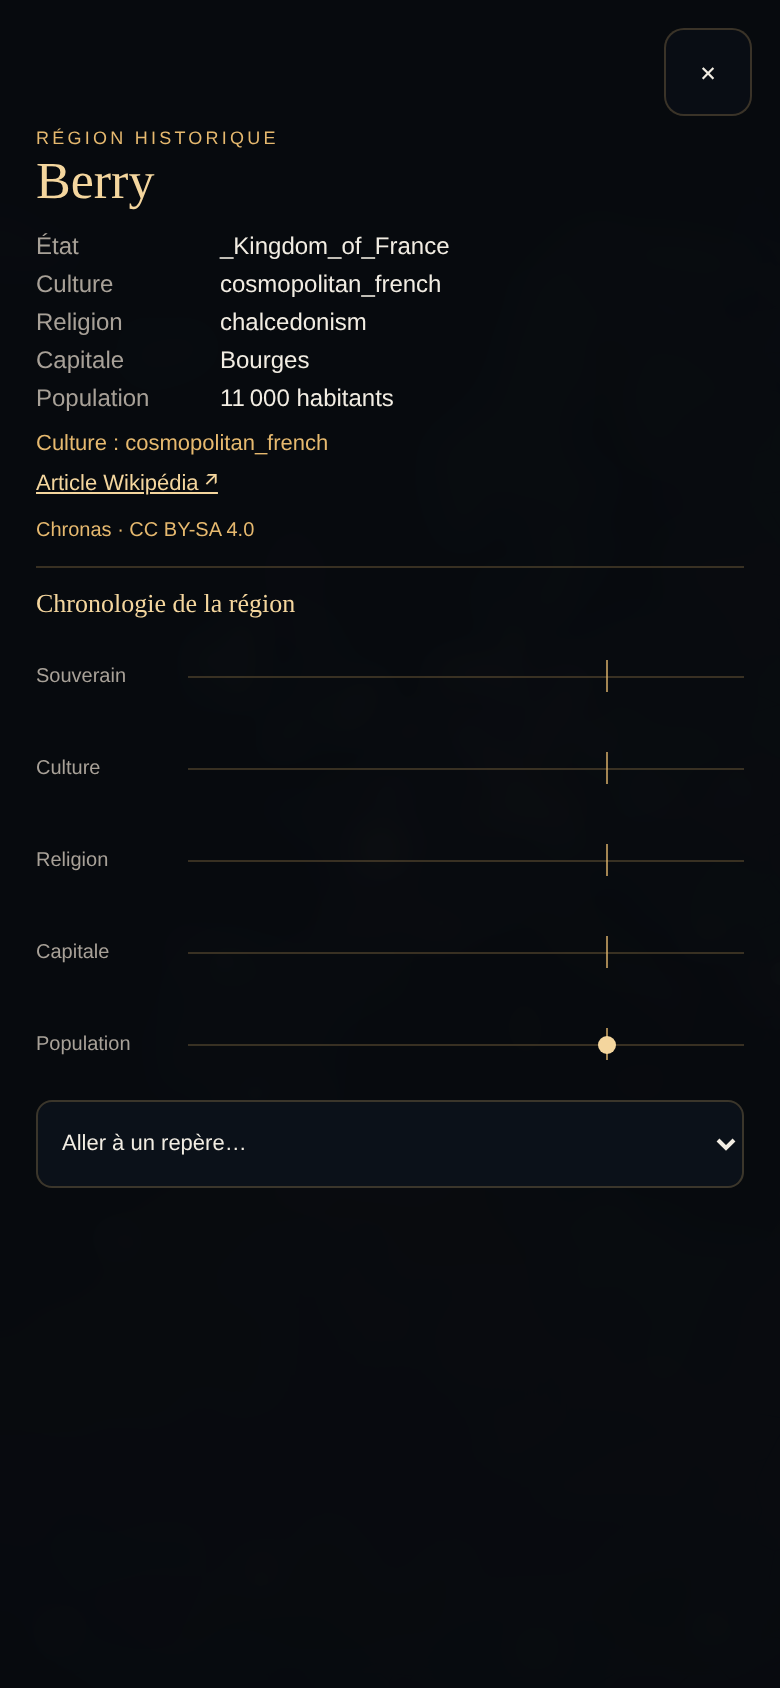 ×
RÉGION HISTORIQUE
Berry
État _Kingdom_of_France
Culture cosmopolitan_french
Religion chalcedonism
Capitale Bourges
Population 11 000 habitants
Culture : cosmopolitan_french
Article Wikipédia ↗
Chronas · CC BY-SA 4.0
Chronologie de la région
Souverain
Culture
Religion
Capitale
Population
Aller à un repère…